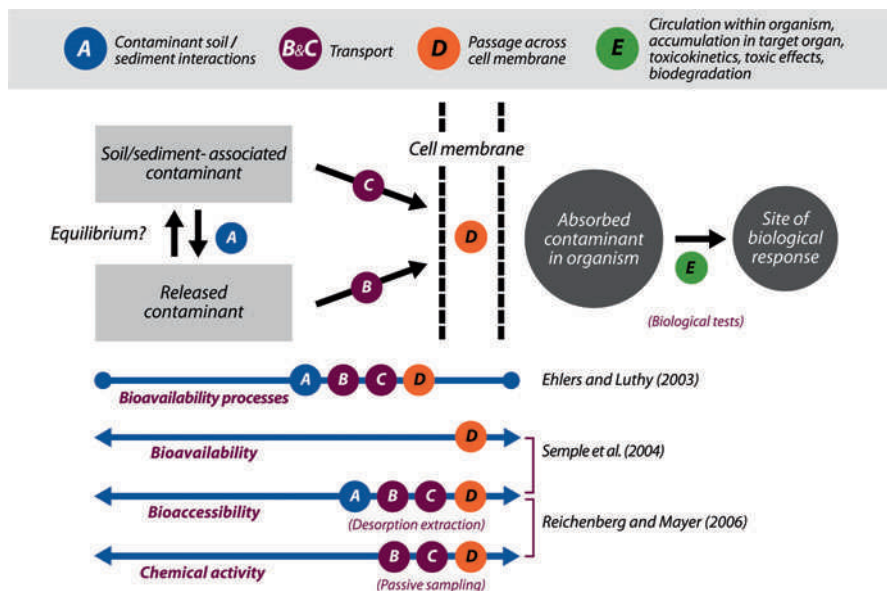 A
Contaminant soil /
sediment interactions
B&C
Transport
D
Passage across
cell membrane
E
Circulation within organism,
accumulation in target organ,
toxicokinetics, toxic effects,
biodegradation
Soil/sediment- associated
contaminant
C
Cell membrane
Equilibrium?
A
D
Absorbed
contaminant
in organism
E
Site of
biological
response
Released
contaminant
B
(Biological tests)
A B C D
Bioavailability processes
Ehlers and Luthy (2003)
D
Bioavailability
Semple et al. (2004)
A B C D
Bioaccessibility
(Desorption extraction)
Reichenberg and Mayer (2006)
B C D
Chemical activity
(Passive sampling)